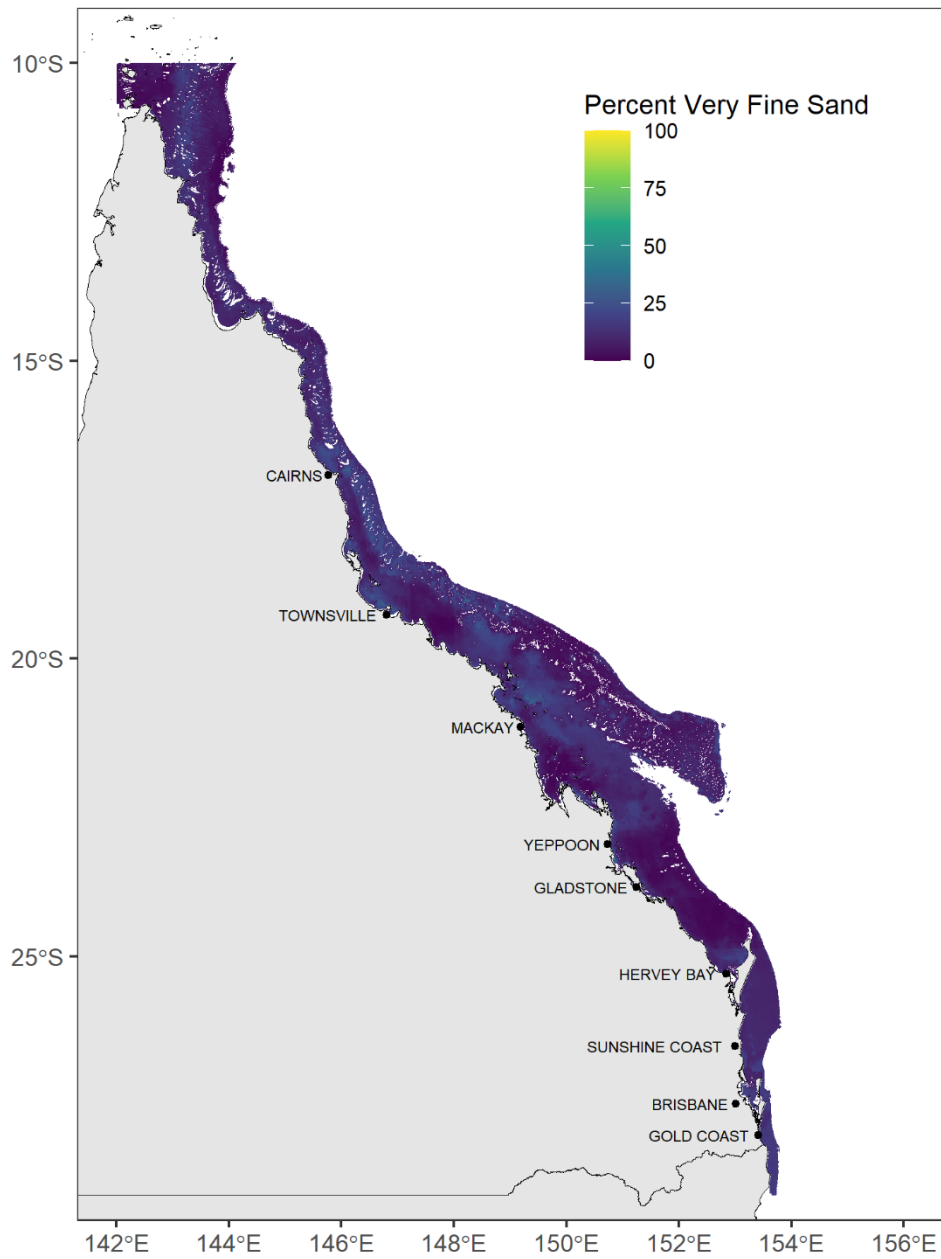 10°S
Percent Very Fine Sand
100
75
50
25
0
15°S
CAIRNS
TOWNSVILLE
20°S
MACKAY
YEPPOON
GLADSTONE
25°S
HERVEY BAY
SUNSHINE COAST
BRISBANE
GOLD COAST
142°E 144°E 146°E 148°E 150°E 152°E 154°E 156°E